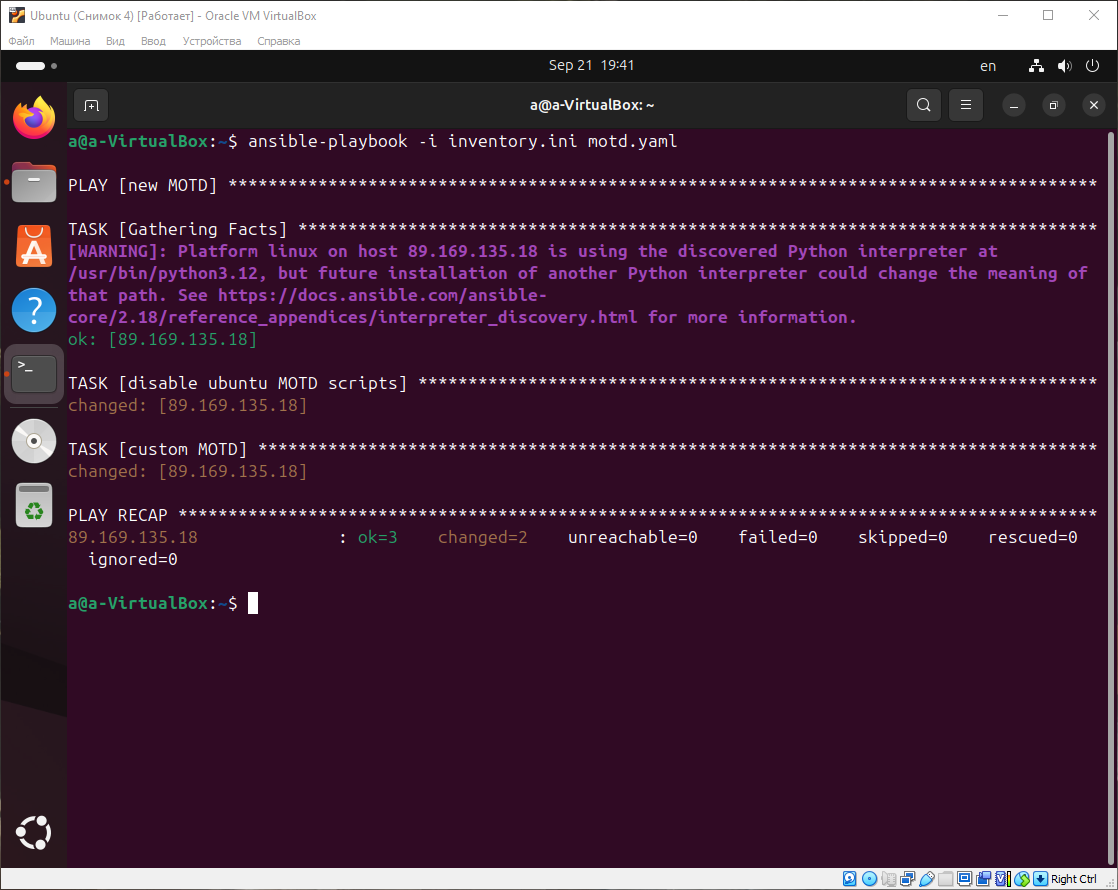 Ubuntu (Снимок 4) [Работает] - Oracle VM VirtualBox
Файл Машина Вид Ввод Устройства Справка
Sep 21 19:41
en
a@a-VirtualBox: ~
a@a-VirtualBox:~$ ansible-playbook -i inventory.ini motd.yaml
PLAY [new MOTD] ***************************************************************************************
TASK [Gathering Facts] ********************************************************************************
[WARNING]: Platform linux on host 89.169.135.18 is using the discovered Python interpreter at
/usr/bin/python3.12, but future installation of another Python interpreter could change the meaning of
that path. See https://docs.ansible.com/ansible-
core/2.18/reference_appendices/interpreter_discovery.html for more information.
ok: [89.169.135.18]
TASK [disable ubuntu MOTD scripts] ********************************************************************
changed: [89.169.135.18]
TASK [custom MOTD] ************************************************************************************
changed: [89.169.135.18]
PLAY RECAP ********************************************************************************************
89.169.135.18              : ok=3    changed=2    unreachable=0    failed=0    skipped=0    rescued=0
  ignored=0
a@a-VirtualBox:~$
Right Ctrl